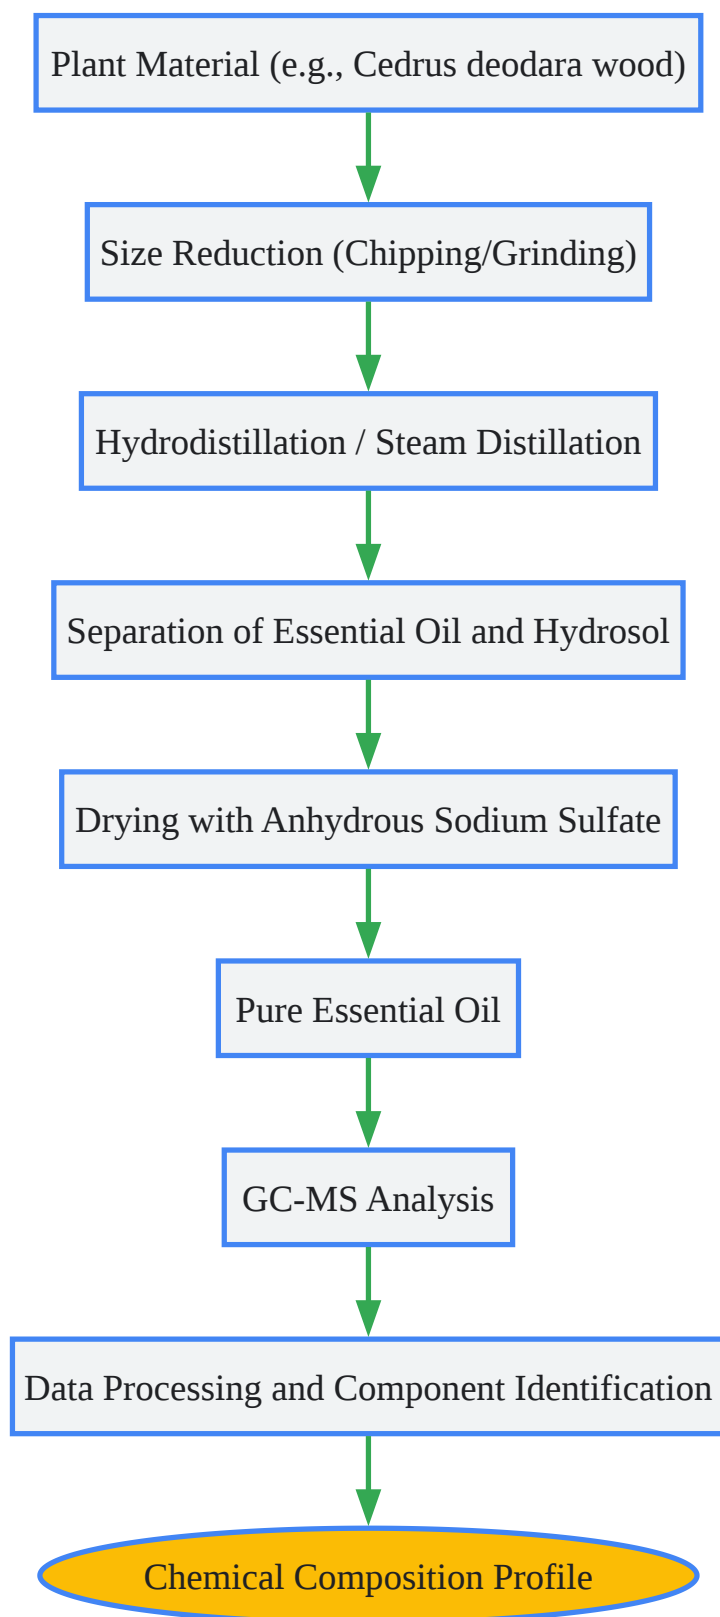 Plant Material (e.g., Cedrus deodara wood)
Size Reduction (Chipping/Grinding)
Hydrodistillation / Steam Distillation
Separation of Essential Oil and Hydrosol
Drying with Anhydrous Sodium Sulfate
Pure Essential Oil
GC-MS Analysis
Data Processing and Component Identification
Chemical Composition Profile